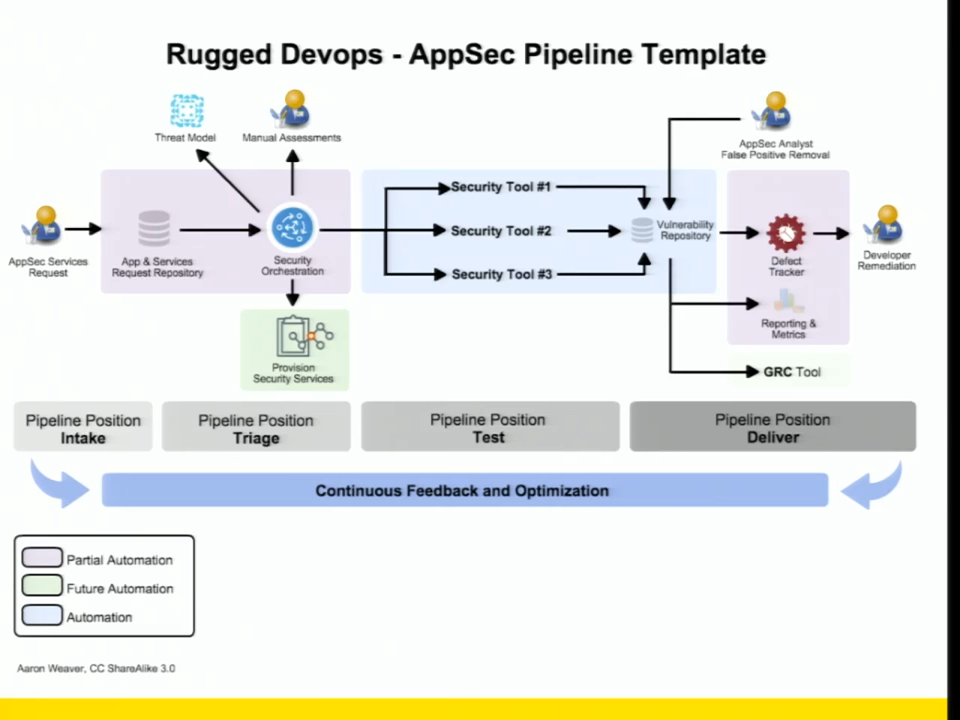 Rugged Devops - AppSec Pipeline Template
Threat Model
Manual Assessments
AppSec Analyst
False Positive Removal
AppSec Services
Request
App & Services
Request Repository
Security
Orchestration
Security Tool #1
Security Tool #2
Security Tool #3
Vulnerability
Repository
Defect
Tracker
Developer
Remediation
Reporting &
Metrics
Provision
Security Services
GRC Tool
Pipeline Position
Intake
Pipeline Position
Triage
Pipeline Position
Test
Pipeline Position
Deliver
Continuous Feedback and Optimization
Partial Automation
Future Automation
Automation
Aaron Weaver, CC ShareAlike 3.0